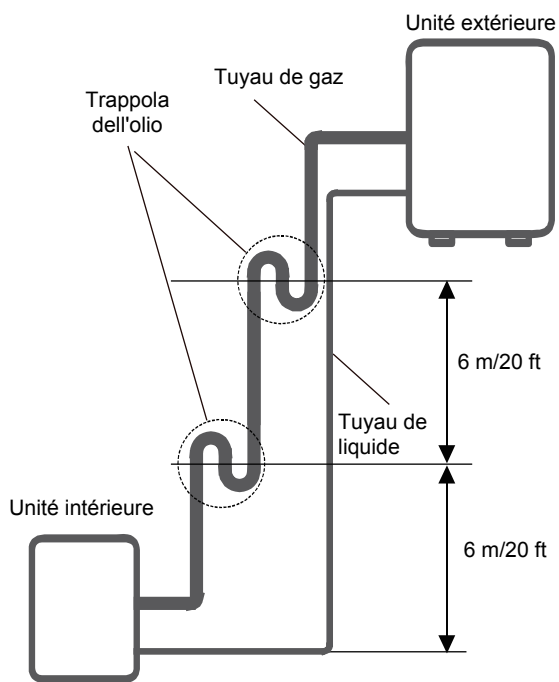 Unité extérieure
Tuyau de gaz
Trappola
dell'olio
6 m/20 ft
Tuyau de
liquide
Unité intérieure
6 m/20 ft